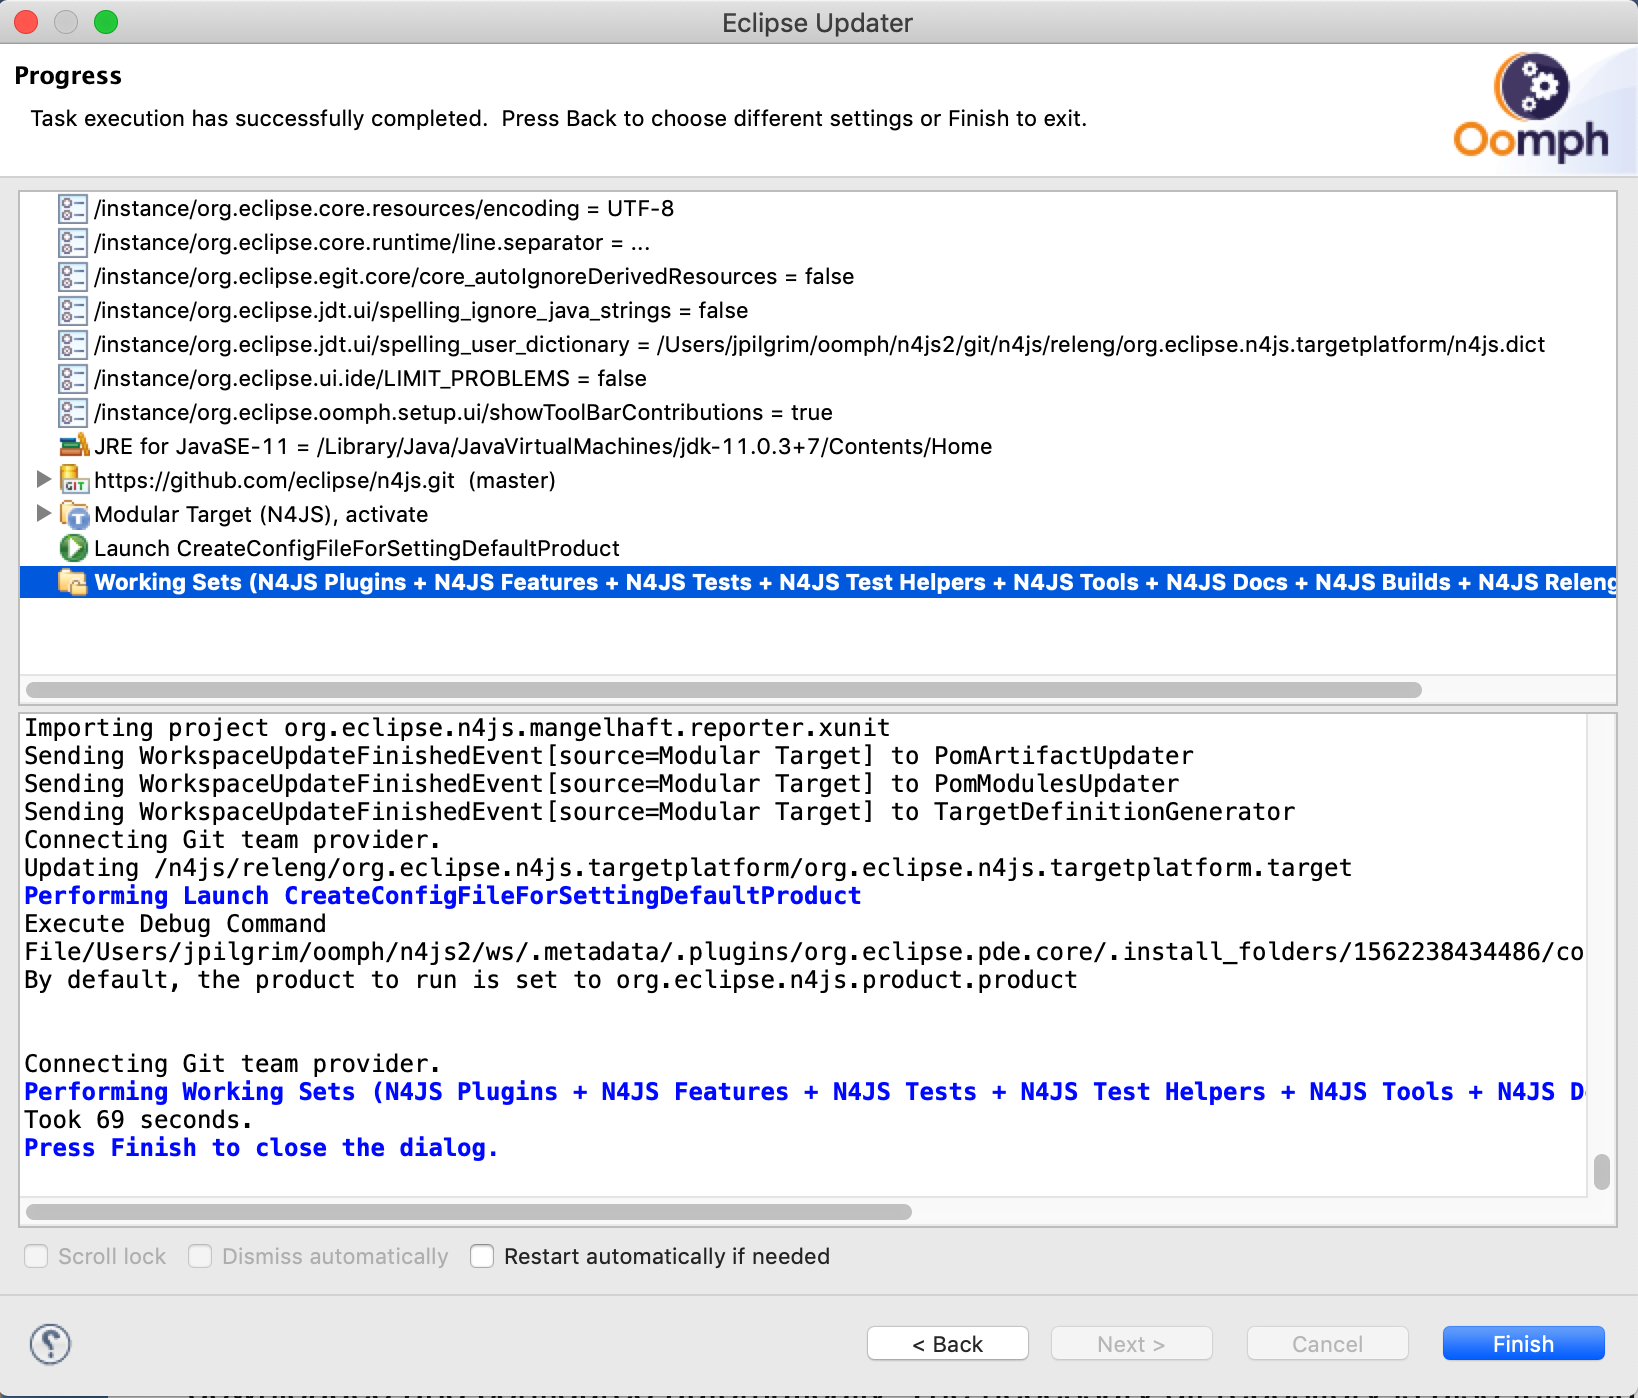 Eclipse Updater
Progress
Task execution has successfully completed.  Press Back to choose different settings or Finish to exit.
Oomph
/instance/org.eclipse.core.resources/encoding = UTF-8
/instance/org.eclipse.core.runtime/line.separator = ...
/instance/org.eclipse.egit.core/core_autoIgnoreDerivedResources = false
/instance/org.eclipse.jdt.ui/spelling_ignore_java_strings = false
/instance/org.eclipse.jdt.ui/spelling_user_dictionary = /Users/jpilgrim/oomph/n4js2/git/n4js/releng/org.eclipse.n4js.targetplatform/n4js.dict
/instance/org.eclipse.ui.ide/LIMIT_PROBLEMS = false
/instance/org.eclipse.oomph.setup.ui/showToolBarContributions = true
JRE for JavaSE-11 = /Library/Java/JavaVirtualMachines/jdk-11.0.3+7/Contents/Home
GIT https://github.com/eclipse/n4js.git  (master)
T Modular Target (N4JS), activate
Launch CreateConfigFileForSettingDefaultProduct
Working Sets (N4JS Plugins + N4JS Features + N4JS Tests + N4JS Test Helpers + N4JS Tools + N4JS Docs + N4JS Builds + N4JS Releng
Importing project org.eclipse.n4js.mangelhaft.reporter.xunit
Sending WorkspaceUpdateFinishedEvent[source=Modular Target] to PomArtifactUpdater
Sending WorkspaceUpdateFinishedEvent[source=Modular Target] to PomModulesUpdater
Sending WorkspaceUpdateFinishedEvent[source=Modular Target] to TargetDefinitionGenerator
Connecting Git team provider.
Updating /n4js/releng/org.eclipse.n4js.targetplatform/org.eclipse.n4js.targetplatform.target
Performing Launch CreateConfigFileForSettingDefaultProduct
Execute Debug Command
File/Users/jpilgrim/oomph/n4js2/ws/.metadata/.plugins/org.eclipse.pde.core/.install_folders/1562238434486/co
By default, the product to run is set to org.eclipse.n4js.product.product
Connecting Git team provider.
Performing Working Sets (N4JS Plugins + N4JS Features + N4JS Tests + N4JS Test Helpers + N4JS Tools + N4JS D
Took 69 seconds.
Press Finish to close the dialog.
Scroll lock Dismiss automatically Restart automatically if needed
? < Back Next > Cancel Finish